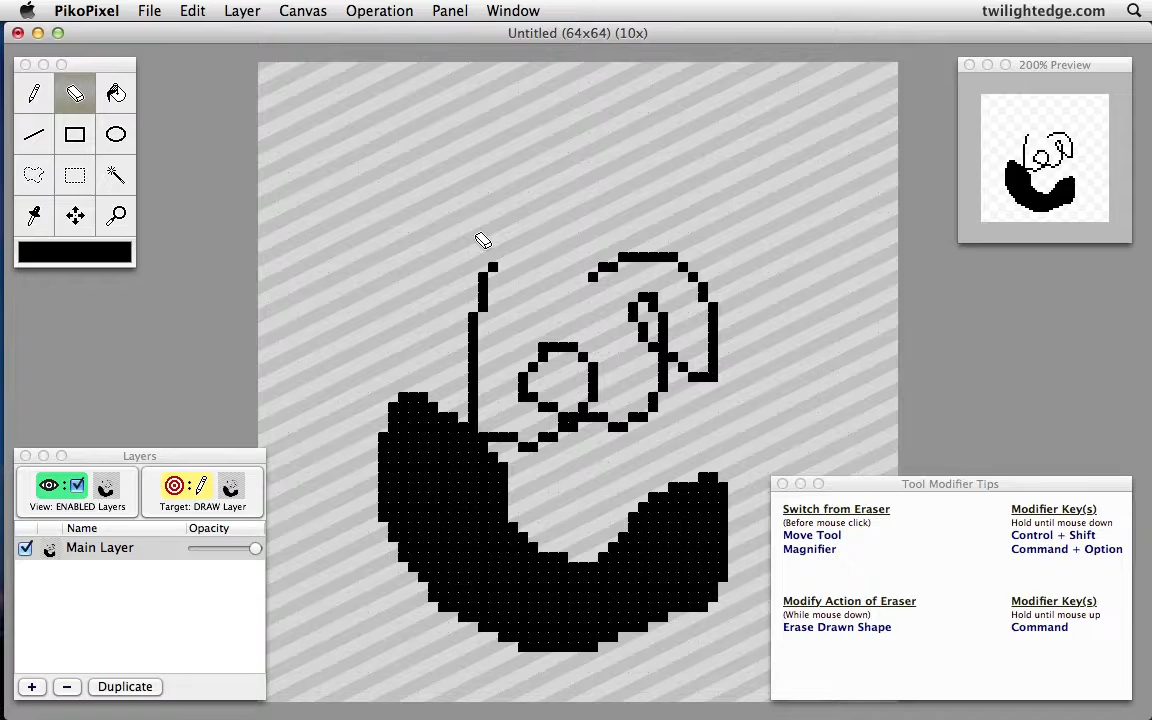 PikoPixel File Edit Layer Canvas Operation Panel Window twilightedge.com
Untitled (64x64) (10x)
200% Preview
Layers
View: ENABLED Layers Target: DRAW Layer
Name Opacity
Main Layer
+ − Duplicate
Tool Modifier Tips
Switch from Eraser Modifier Key(s)
(Before mouse click) Hold until mouse down
Move Tool Control + Shift
Magnifier Command + Option
Modify Action of Eraser Modifier Key(s)
(While mouse down) Hold until mouse up
Erase Drawn Shape Command